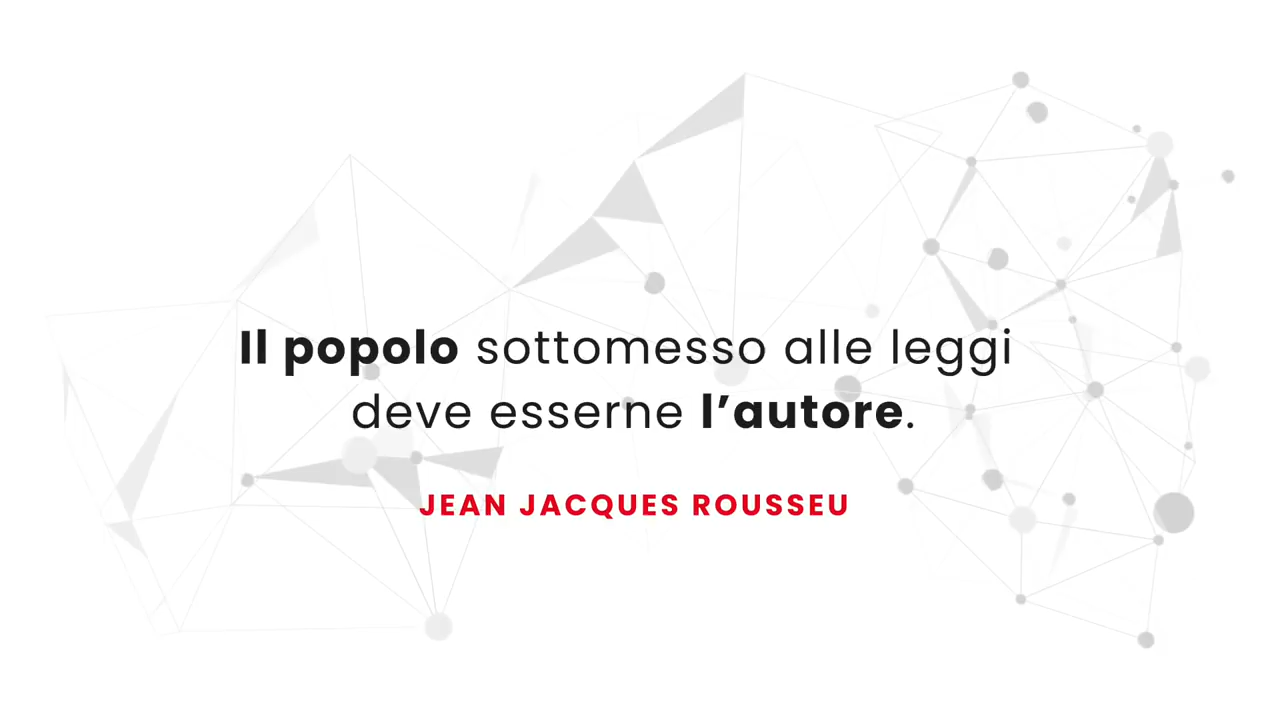 Il popolo sottomesso alle leggi
deve esserne l’autore.
JEAN JACQUES ROUSSEU